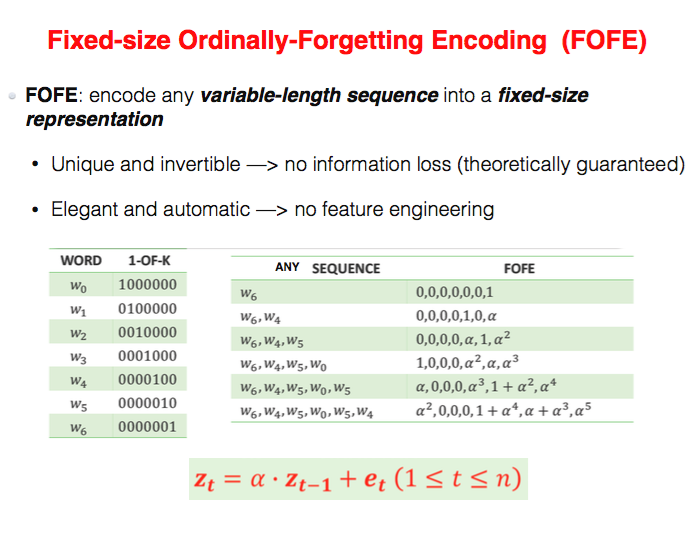 Fixed-size Ordinally-Forgetting Encoding (FOFE)
FOFE: encode any variable-length sequence into a fixed-size
representation
• Unique and invertible —> no information loss (theoretically guaranteed)
• Elegant and automatic —> no feature engineering
WORD 1-OF-K
w₀ 1000000
w₁ 0100000
w₂ 0010000
w₃ 0001000
w₄ 0000100
w₅ 0000010
w₆ 0000001
ANY SEQUENCE FOFE
w₆ 0,0,0,0,0,0,1
w₆,w₄ 0,0,0,0,1,0,α
w₆,w₄,w₅ 0,0,0,0,α,1,α²
w₆,w₄,w₅,w₀ 1,0,0,0,α²,α,α³
w₆,w₄,w₅,w₀,w₅ α,0,0,0,α³,1+α²,α⁴
w₆,w₄,w₅,w₀,w₅,w₄ α²,0,0,0,1+α⁴,α+α³,α⁵
zₜ = α · zₜ₋₁ + eₜ (1 ≤ t ≤ n)